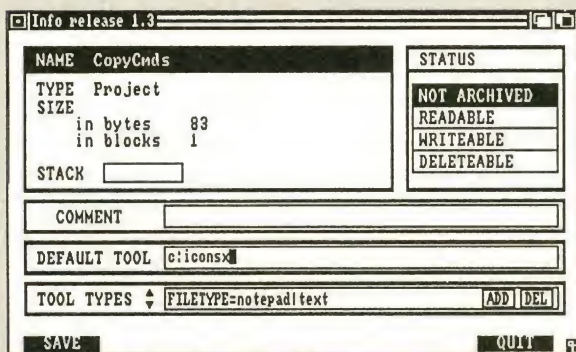 Info release 1.3
NAME CopyCmds
TYPE Project
SIZE
in bytes 83
in blocks 1
STACK
STATUS
NOT ARCHIVED
READABLE
WRITEABLE
DELETEABLE
COMMENT
DEFAULT TOOL c:iconsx
TOOL TYPES FILETYPE=notepad|text ADD DEL
SAVE QUIT